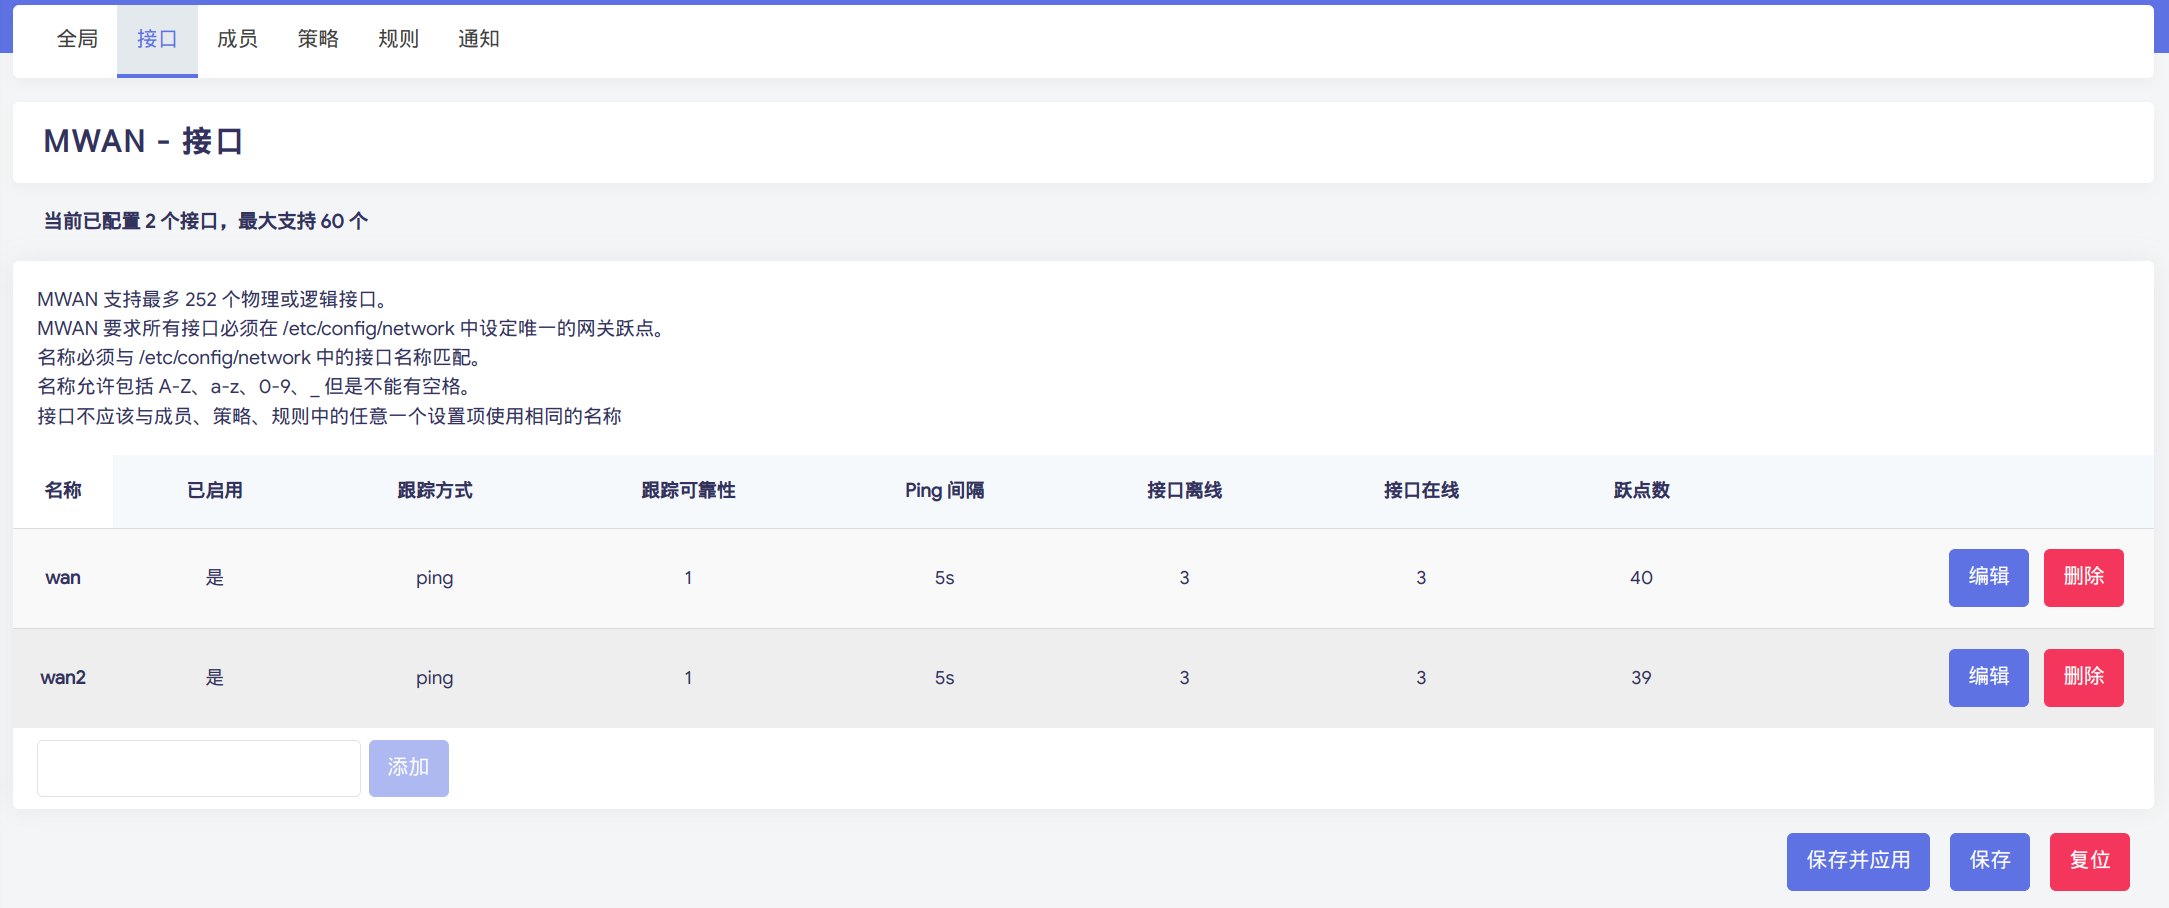 全局 接口 成员 策略 规则 通知
MWAN - 接口
当前已配置 2 个接口，最大支持 60 个
MWAN 支持最多 252 个物理或逻辑接口。
MWAN 要求所有接口必须在 /etc/config/network 中设定唯一的网关跃点。
名称必须与 /etc/config/network 中的接口名称匹配。
名称允许包括 A-Z、a-z、0-9、_ 但是不能有空格。
接口不应该与成员、策略、规则中的任意一个设置项使用相同的名称
名称 已启用 跟踪方式 跟踪可靠性 Ping 间隔 接口离线 接口在线 跃点数
wan 是 ping 1 5s 3 3 40 编辑 删除
wan2 是 ping 1 5s 3 3 39 编辑 删除
添加
保存并应用 保存 复位